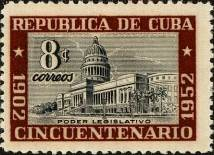 REPUBLICA DE CUBA
8¢
correos
1902
1952
PODER LEGISLATIVO
CINCUENTENARIO